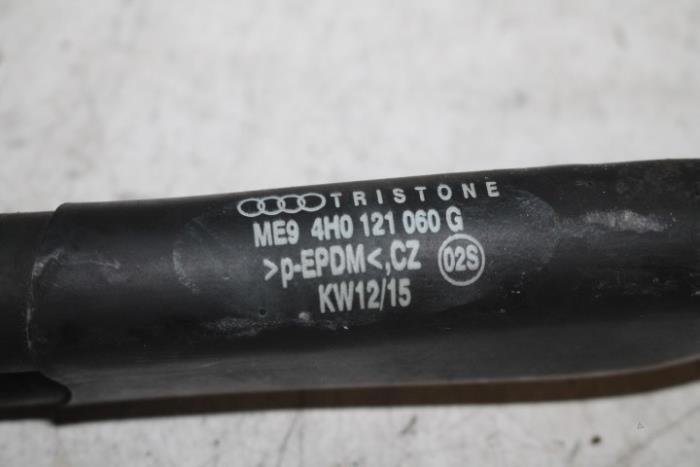 TRISTONE
ME9 4H0 121 060 G
>p-EPDM<,CZ 02S
KW12/15